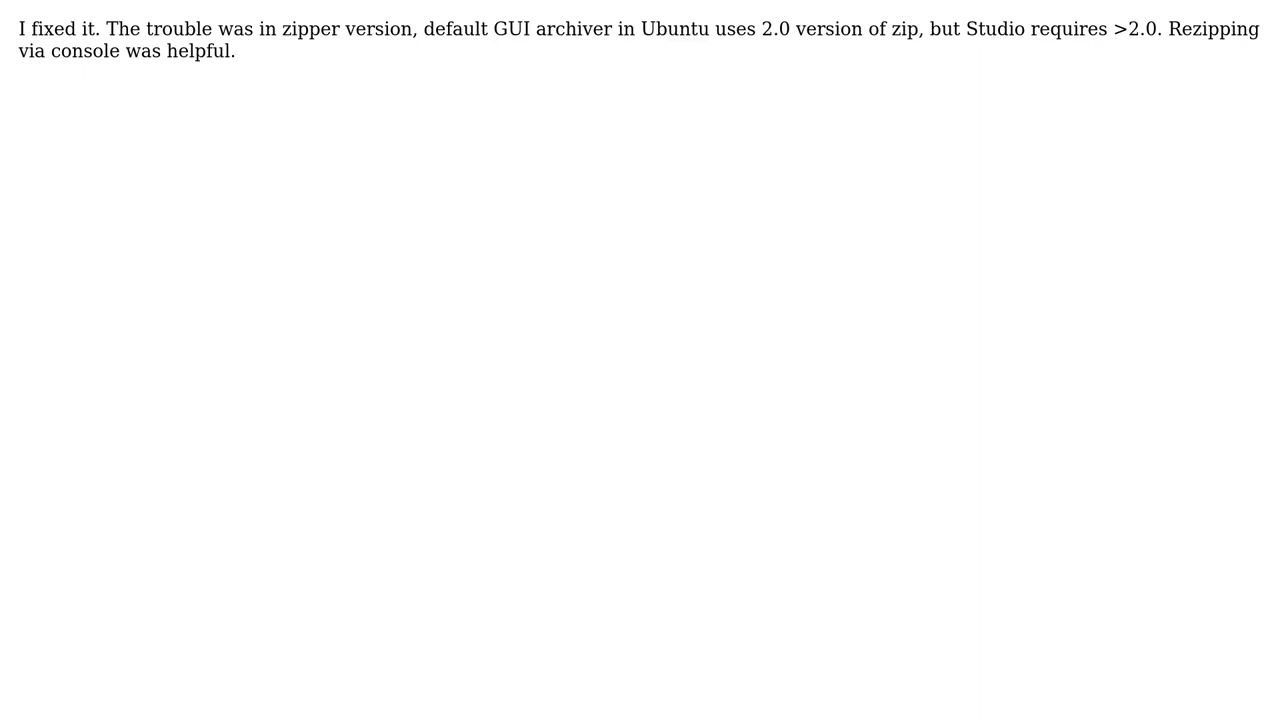 I fixed it. The trouble was in zipper version, default GUI archiver in Ubuntu uses 2.0 version of zip, but Studio requires >2.0. Rezipping
via console was helpful.